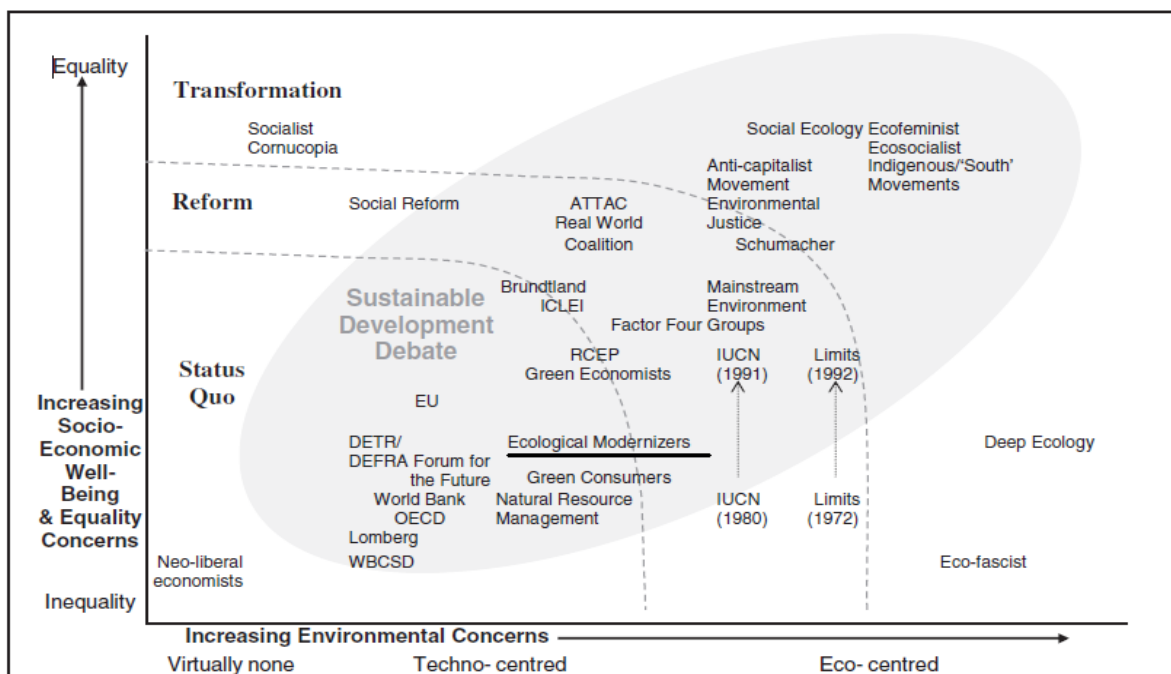 Equality
Transformation
Socialist
Cornucopia
Social Ecology
Ecofeminist
Ecosocialist
Indigenous/'South'
Movements
Anti-capitalist
Movement
Environmental
Justice
Reform
Social Reform
ATTAC
Real World
Coalition
Schumacher
Sustainable
Development
Debate
Brundtland
ICLEI
Mainstream
Environment
Factor Four Groups
Status
Quo
RCEP
Green Economists
IUCN
(1991)
Limits
(1992)
EU
Increasing
Socio-
Economic
Well-
Being
& Equality
Concerns
DETR/
DEFRA Forum for
the Future
Ecological Modernizers
Green Consumers
Deep Ecology
World Bank
OECD
Natural Resource
Management
IUCN
(1980)
Limits
(1972)
Lomberg
WBCSD
Neo-liberal
economists
Eco-fascist
Inequality
Increasing Environmental Concerns
Virtually none
Techno- centred
Eco- centred